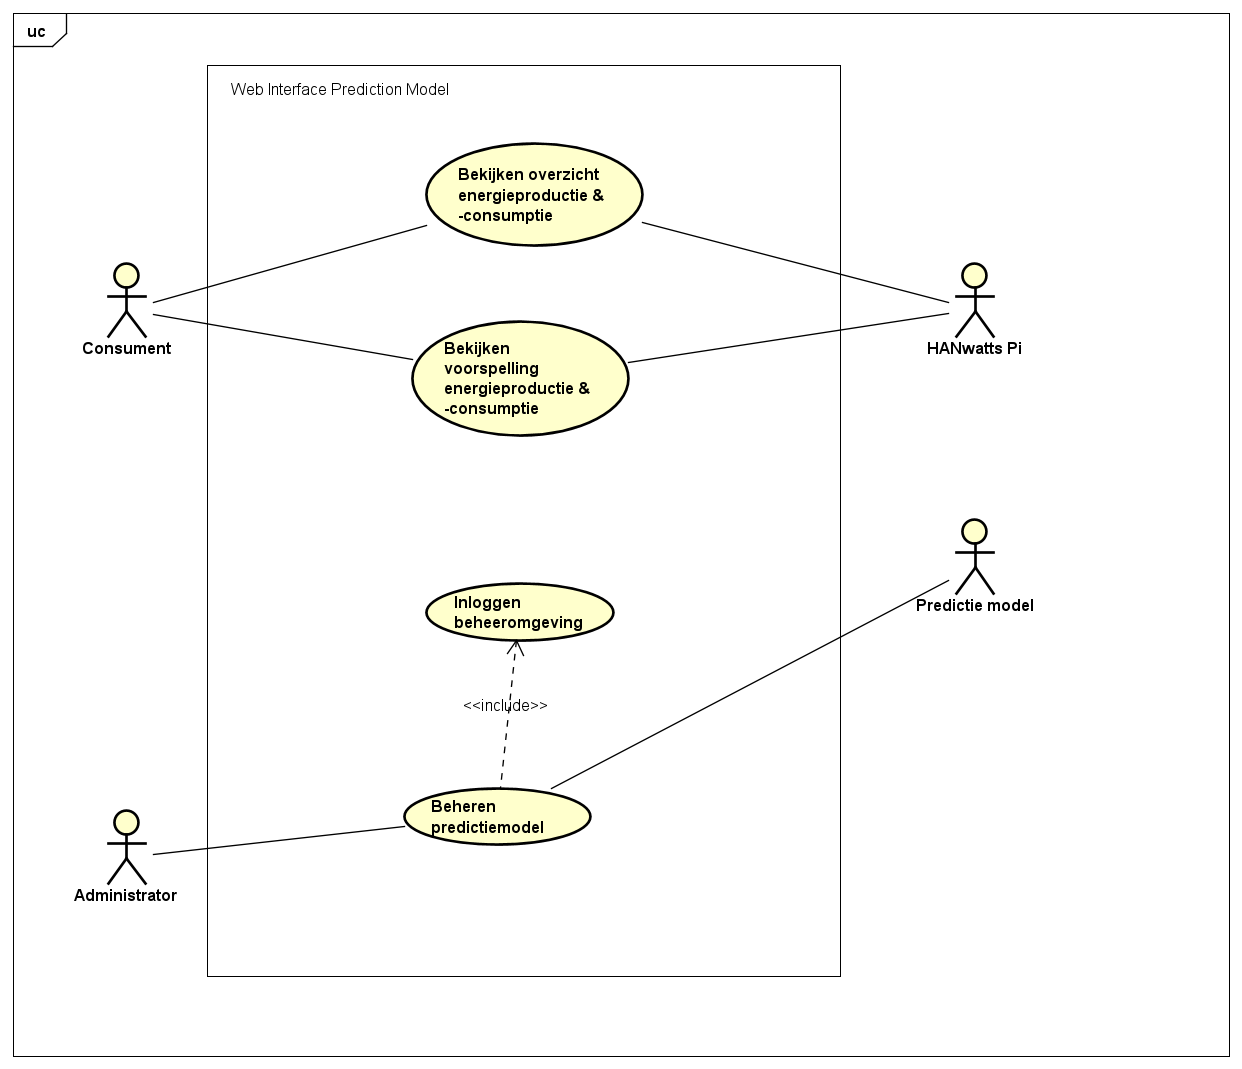 uc
Web Interface Prediction Model
Bekijken overzicht
energieproductie &
-consumptie
Consument
HANwatts Pi
Bekijken
voorspelling
energieproductie &
-consumptie
Predictie model
Inloggen
beheeromgeving
<<include>>
Beheren
predictiemodel
Administrator